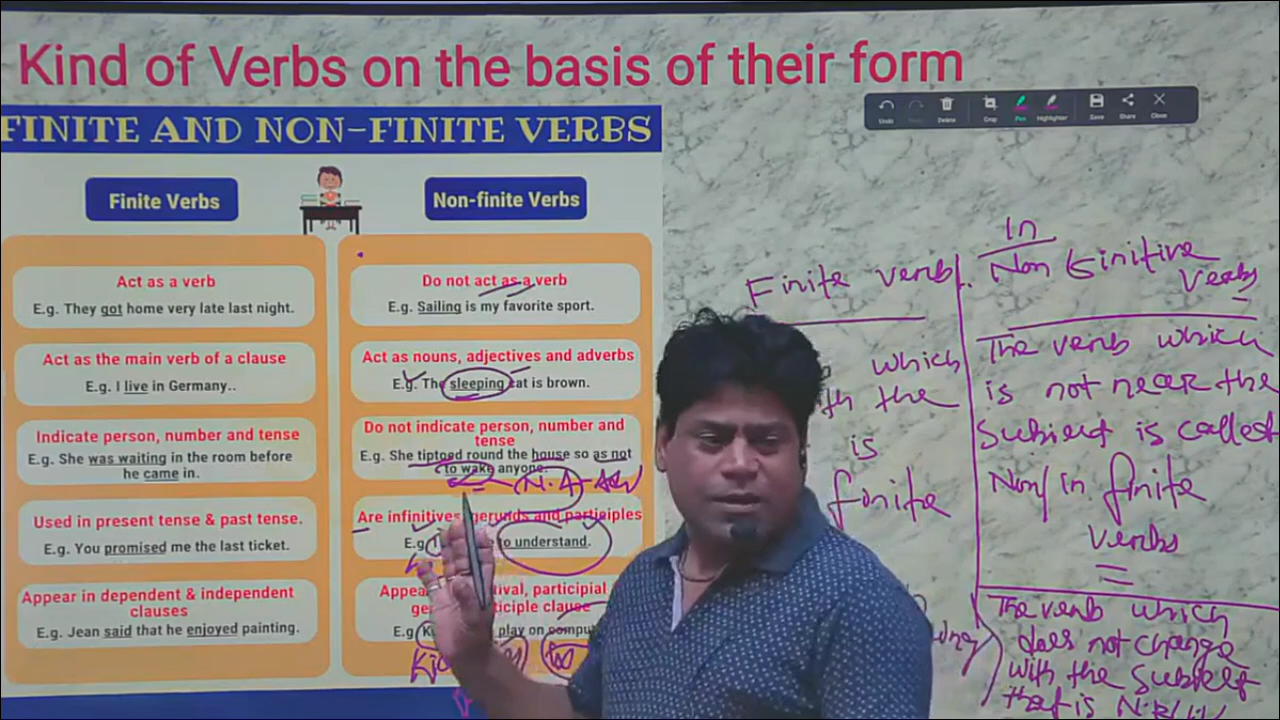 Kind of Verbs on the basis of their form
Undo Delete Crop Pen Highlighter Save Share Close
FINITE AND NON-FINITE VERBS
Finite Verbs
Act as a verb
E.g. They got home very late last night.
Act as the main verb of a clause
E.g. I live in Germany..
Indicate person, number and tense
E.g. She was waiting in the room before
he came in.
Used in present tense & past tense.
E.g. You promised me the last ticket.
Appear in dependent & independent
clauses
E.g. Jean said that he enjoyed painting.
Non-finite Verbs
Do not act as a verb
E.g. Sailing is my favorite sport.
Act as nouns, adjectives and adverbs
E.g. The sleeping cat is brown.
Do not indicate person, number and
tense
E.g. She tiptoed round the house so as not
to wake anyone.
Are infinitives, gerunds and participles
E.g to understand.
participial
clause
E.g play on
Finite verb.
which
the
is
finite
In
Non finitive
Verbs
The verb which
is not near the
Subject is called
Non/in finite
verbs
The verb which
does not change
with the Subject
that is